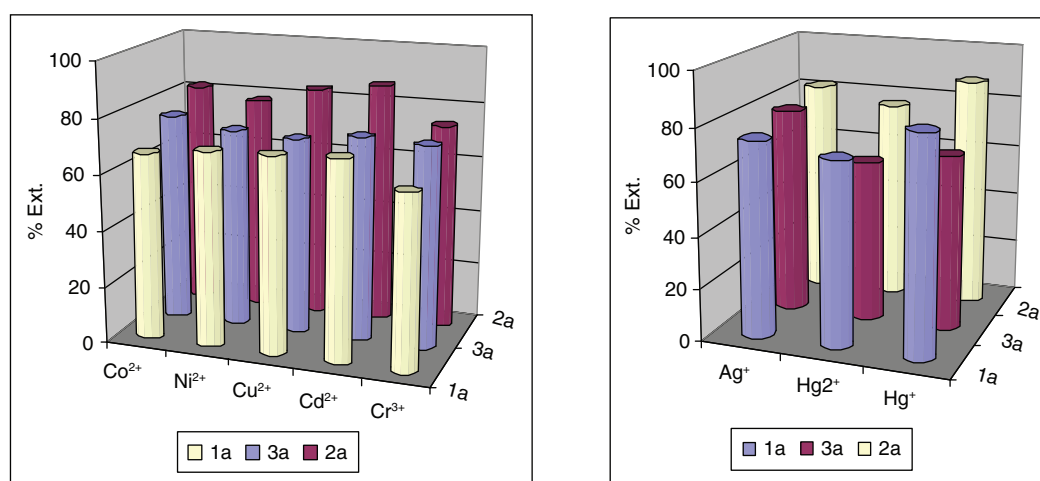 100
80
60
40
20
0
% Ext.
Co²⁺
Ni²⁺
Cu²⁺
Cd²⁺
Cr³⁺
2a
3a
1a
1a 3a 2a
100
80
60
40
20
0
% Ext.
Ag⁺
Hg2⁺
Hg⁺
2a
3a
1a
1a 3a 2a